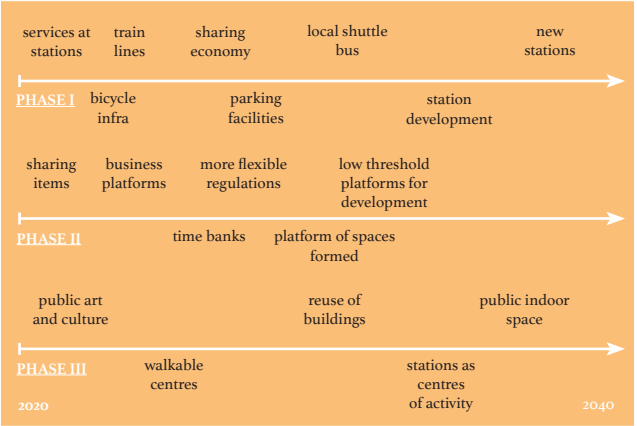 services at
stations
train
lines
sharing
economy
local shuttle
bus
new
stations
PHASE I
bicycle
infra
parking
facilities
station
development
sharing
items
business
platforms
more flexible
regulations
low threshold
platforms for
development
PHASE II
time banks
platform of spaces
formed
public art
and culture
reuse of
buildings
public indoor
space
PHASE III
walkable
centres
stations as
centres
of activity
2020
2040